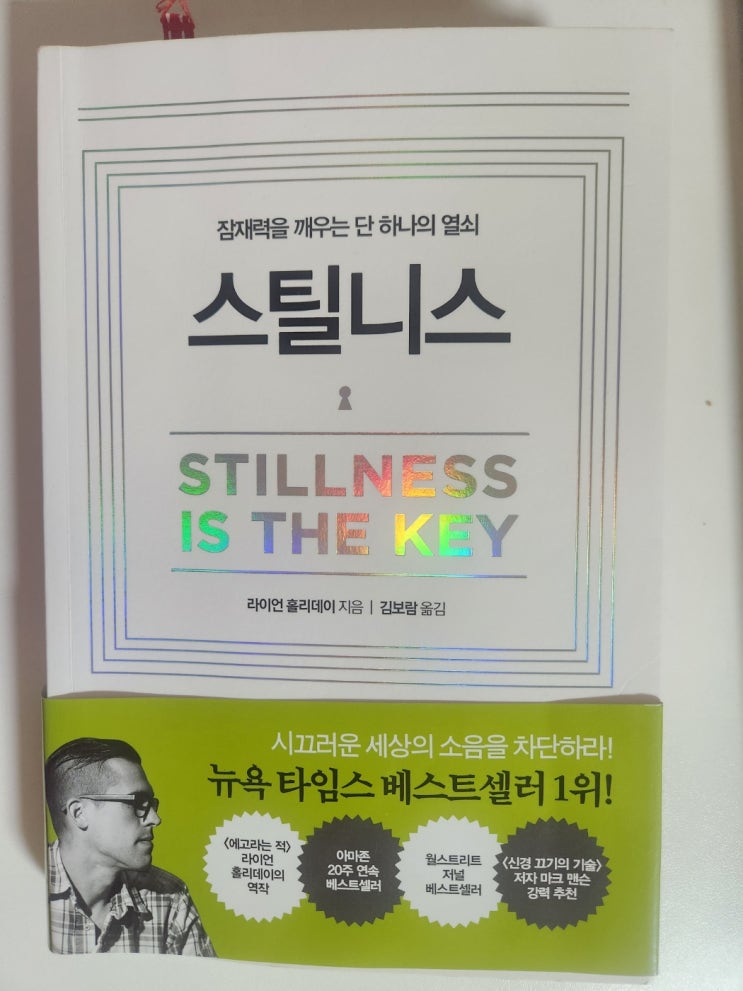 잠재력을 깨우는 단 하나의 열쇠
스틸니스
STILLNESS
IS THE KEY
라이언 홀리데이 지음 | 김보람 옮김
시끄러운 세상의 소음을 차단하라!
뉴욕 타임스 베스트셀러 1위!
〈에고라는 적〉
라이언
홀리데이의
역작
아마존
20주 연속
베스트셀러
월스트리트
저널
베스트셀러
〈신경 끄기의 기술〉
저자 마크 맨슨
강력 추천